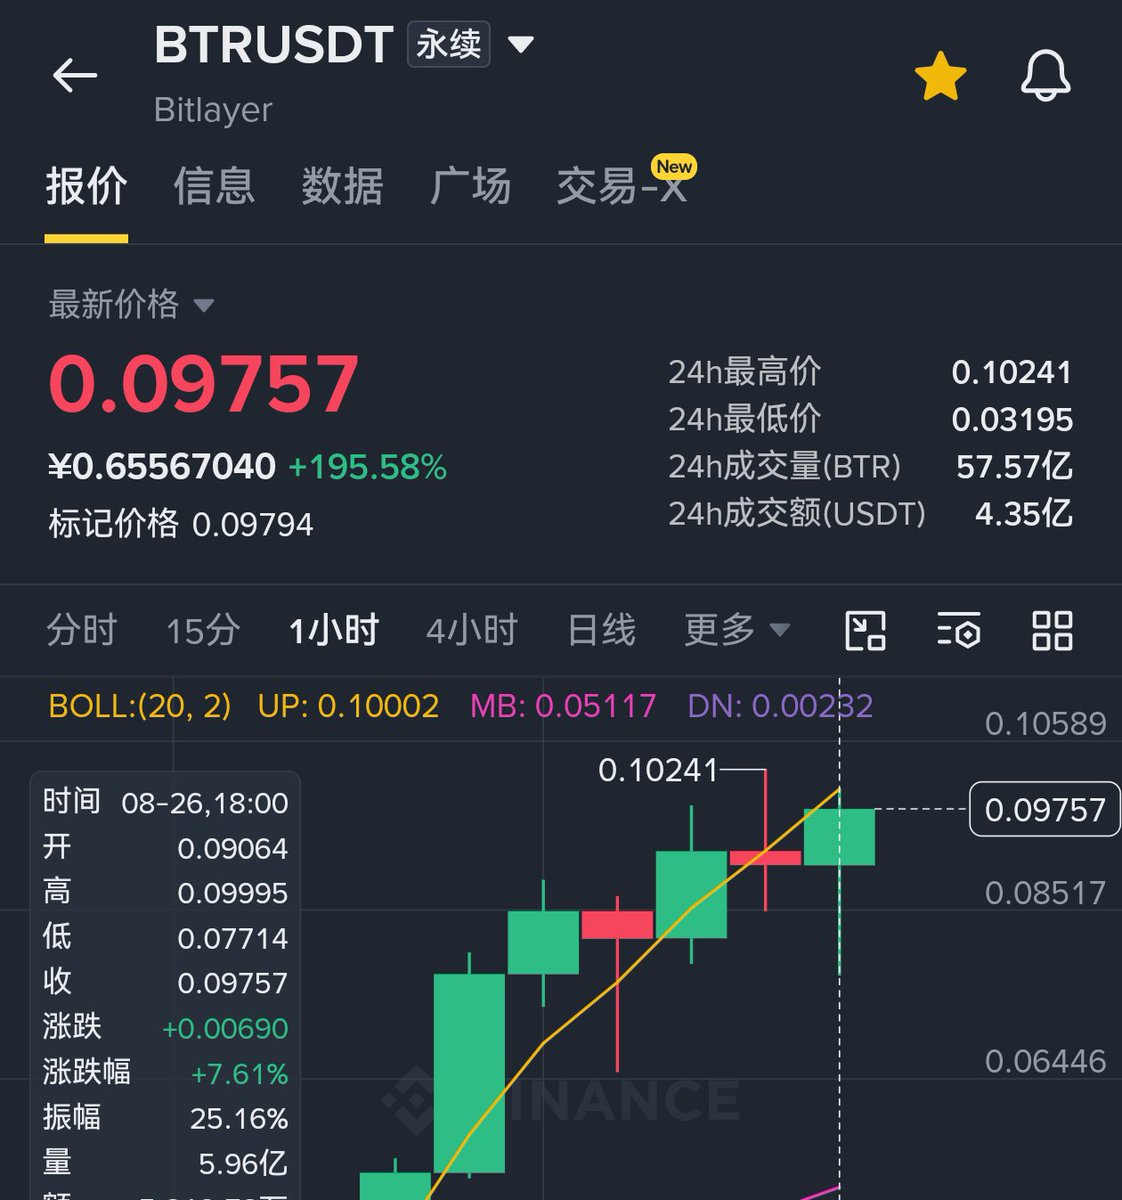 BTRUSDT 永续
Bitlayer
报价 信息 数据 广场 交易-X New
最新价格
0.09757
¥0.65567040 +195.58%
标记价格 0.09794
24h最高价 0.10241
24h最低价 0.03195
24h成交量(BTR) 57.57亿
24h成交额(USDT) 4.35亿
分时 15分 1小时 4小时 日线 更多
BOLL:(20, 2) UP: 0.10002 MB: 0.05117 DN: 0.00232
0.10589
0.10241
0.09757
0.08517
0.06446
时间 08-26,18:00
开 0.09064
高 0.09995
低 0.07714
收 0.09757
涨跌 +0.00690
涨跌幅 +7.61%
振幅 25.16%
量 5.96亿
BINANCE